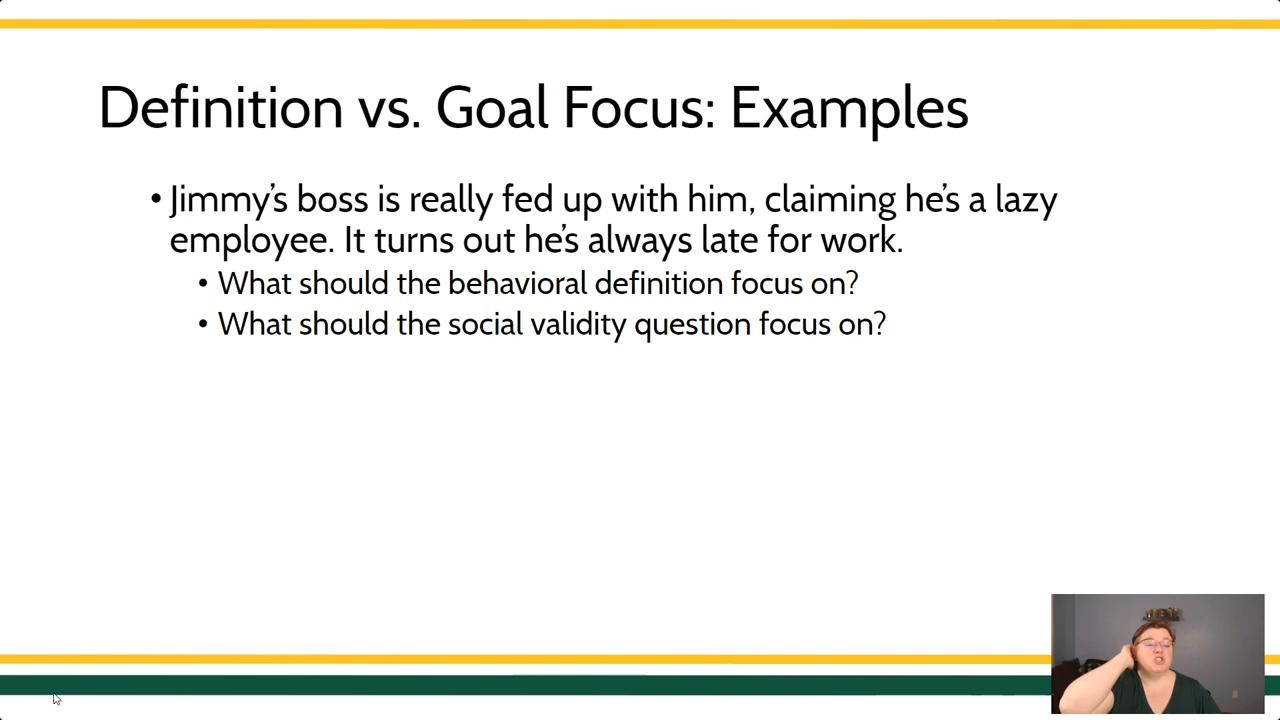 Definition vs. Goal Focus: Examples
• Jimmy's boss is really fed up with him, claiming he's a lazy
employee. It turns out he's always late for work.
• What should the behavioral definition focus on?
• What should the social validity question focus on?